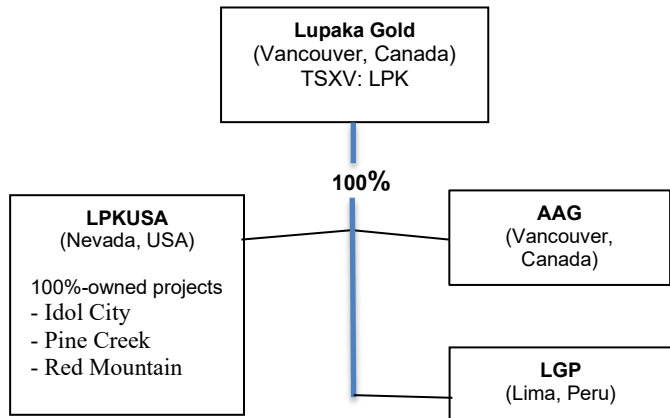 Lupaka Gold
(Vancouver, Canada)
TSXV: LPK
100%
LPKUSA
(Nevada, USA)
100%-owned projects
- Idol City
- Pine Creek
- Red Mountain
AAG
(Vancouver,
Canada)
LGP
(Lima, Peru)